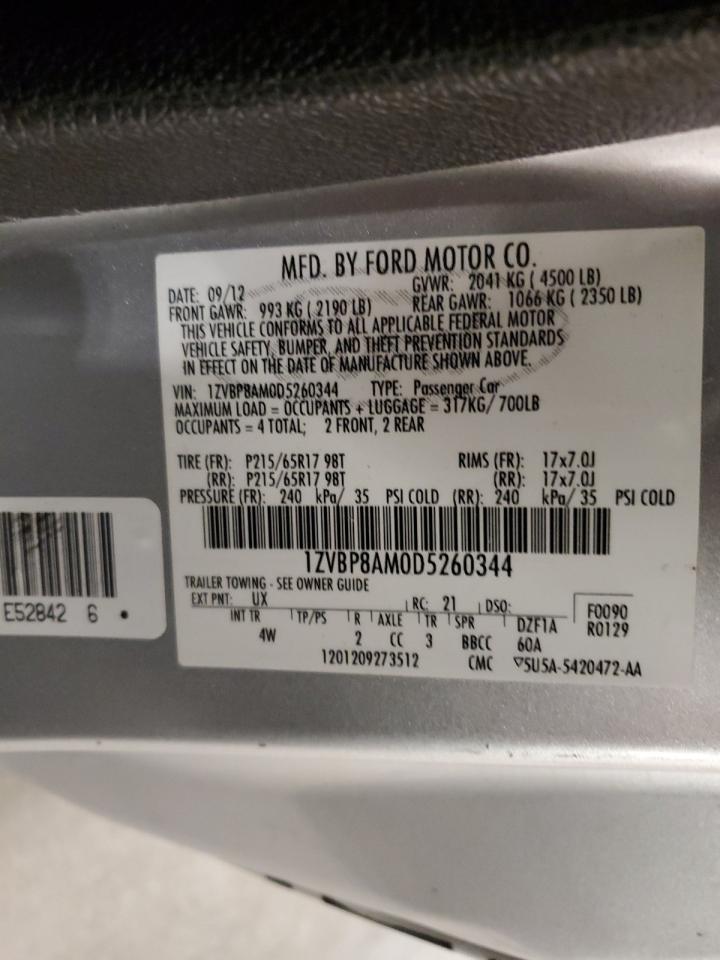 MFD. BY FORD MOTOR CO.
DATE: 09/12 GVWR: 2041 KG ( 4500 LB)
FRONT GAWR: 993 KG ( 2190 LB) REAR GAWR: 1066 KG ( 2350 LB)
THIS VEHICLE CONFORMS TO ALL APPLICABLE FEDERAL MOTOR
VEHICLE SAFETY, BUMPER, AND THEFT PREVENTION STANDARDS
IN EFFECT ON THE DATE OF MANUFACTURE SHOWN ABOVE.
VIN: 1ZVBP8AM0D5260344 TYPE: Passenger Car
MAXIMUM LOAD = OCCUPANTS + LUGGAGE = 317KG/ 700LB
OCCUPANTS = 4 TOTAL; 2 FRONT, 2 REAR
TIRE (FR): P215/65R17 98T RIMS (FR): 17x7.0J
(RR): P215/65R17 98T (RR): 17x7.0J
PRESSURE (FR): 240 kPa/ 35 PSI COLD (RR): 240 kPa/ 35 PSI COLD
1ZVBP8AM0D5260344
TRAILER TOWING - SEE OWNER GUIDE
EXT PNT: UX RC: 21 DSO: F0090
INT TR TP/PS R AXLE TR SPR DZF1A R0129
4W 2 CC 3 BBCC 60A
1201209273512 CMC ▽5U5A-5420472-AA
E52842 6 •